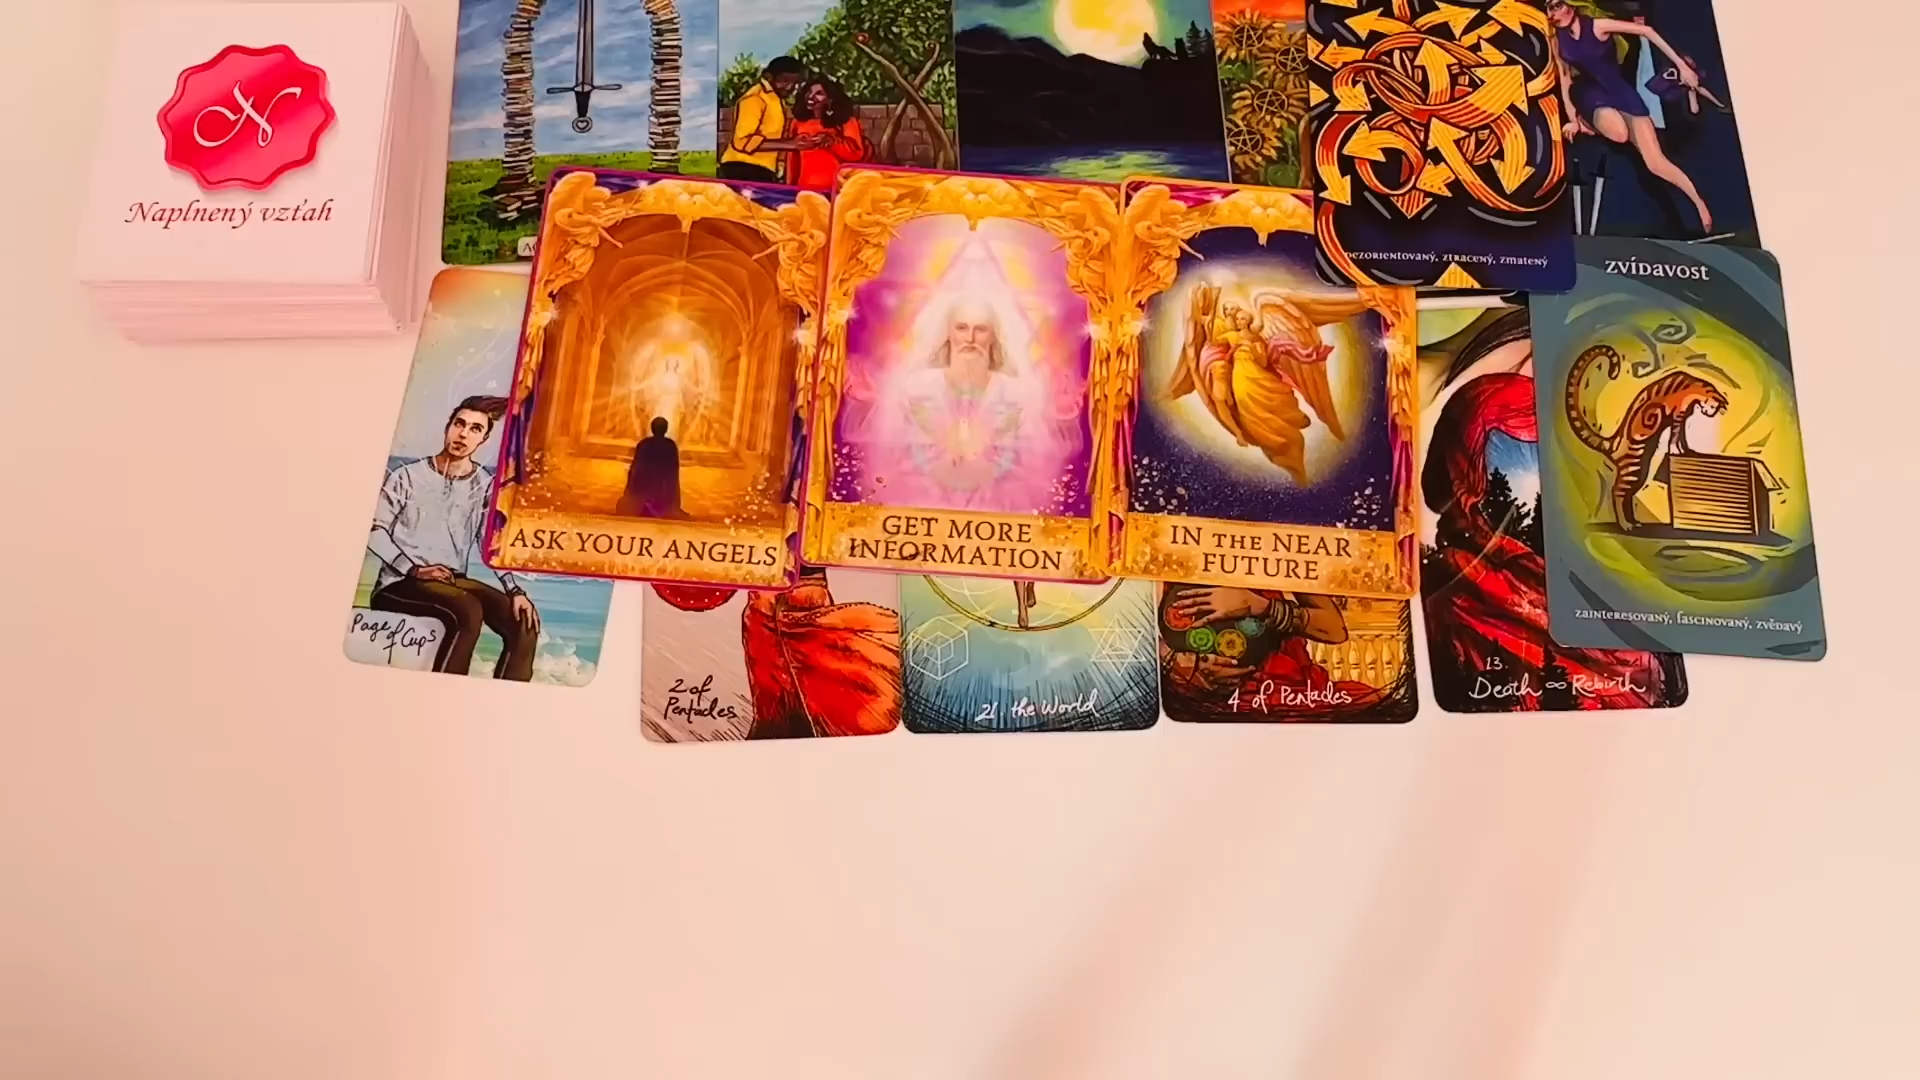 N
Naplnený vzťah
dezorientovaný, ztracený, zmatený
zvídavost
ASK YOUR ANGELS
GET MORE
INFORMATION
IN THE NEAR
FUTURE
zainteresovaný, fascinovaný, zvědavý
Page
of
Cups
2 of
Pentacles
21. the World
4 of Pentacles
13.
Death ∞ Rebirth